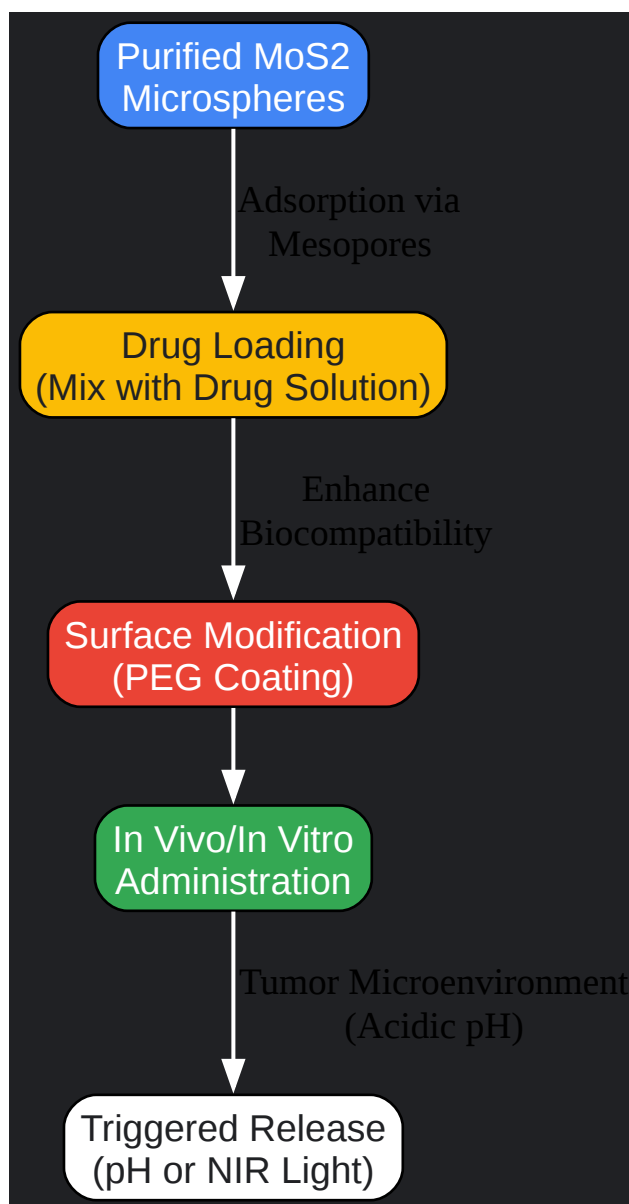 Purified MoS2
Microspheres
Adsorption via
Mesopores
Drug Loading
(Mix with Drug Solution)
Enhance
Biocompatibility
Surface Modification
(PEG Coating)
In Vivo/In Vitro
Administration
Tumor Microenvironment
(Acidic pH)
Triggered Release
(pH or NIR Light)